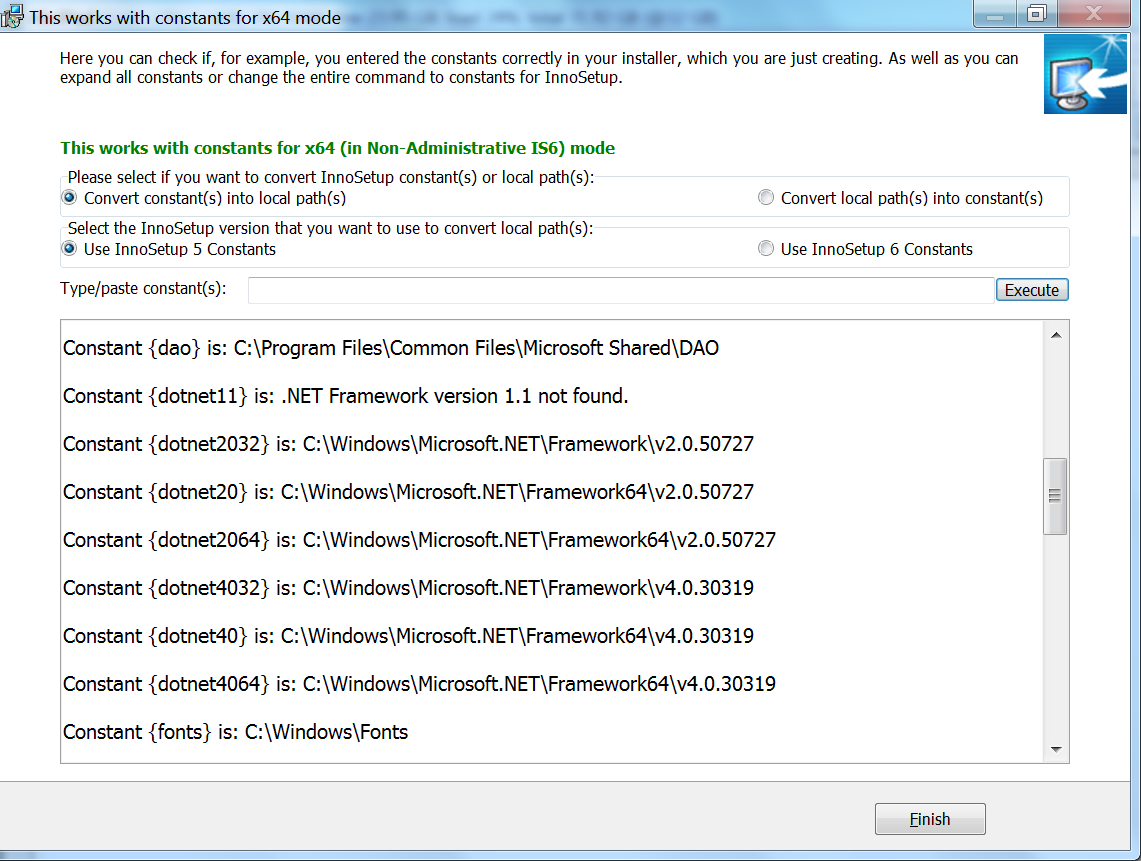 This works with constants for x64 mode
Here you can check if, for example, you entered the constants correctly in your installer, which you are just creating. As well as you can
expand all constants or change the entire command to constants for InnoSetup.
This works with constants for x64 (in Non-Administrative IS6) mode
Please select if you want to convert InnoSetup constant(s) or local path(s):
Convert constant(s) into local path(s)
Convert local path(s) into constant(s)
Select the InnoSetup version that you want to use to convert local path(s):
Use InnoSetup 5 Constants
Use InnoSetup 6 Constants
Type/paste constant(s):
Execute
Constant {dao} is: C:\Program Files\Common Files\Microsoft Shared\DAO
Constant {dotnet11} is: .NET Framework version 1.1 not found.
Constant {dotnet2032} is: C:\Windows\Microsoft.NET\Framework\v2.0.50727
Constant {dotnet20} is: C:\Windows\Microsoft.NET\Framework64\v2.0.50727
Constant {dotnet2064} is: C:\Windows\Microsoft.NET\Framework64\v2.0.50727
Constant {dotnet4032} is: C:\Windows\Microsoft.NET\Framework\v4.0.30319
Constant {dotnet40} is: C:\Windows\Microsoft.NET\Framework64\v4.0.30319
Constant {dotnet4064} is: C:\Windows\Microsoft.NET\Framework64\v4.0.30319
Constant {fonts} is: C:\Windows\Fonts
Finish